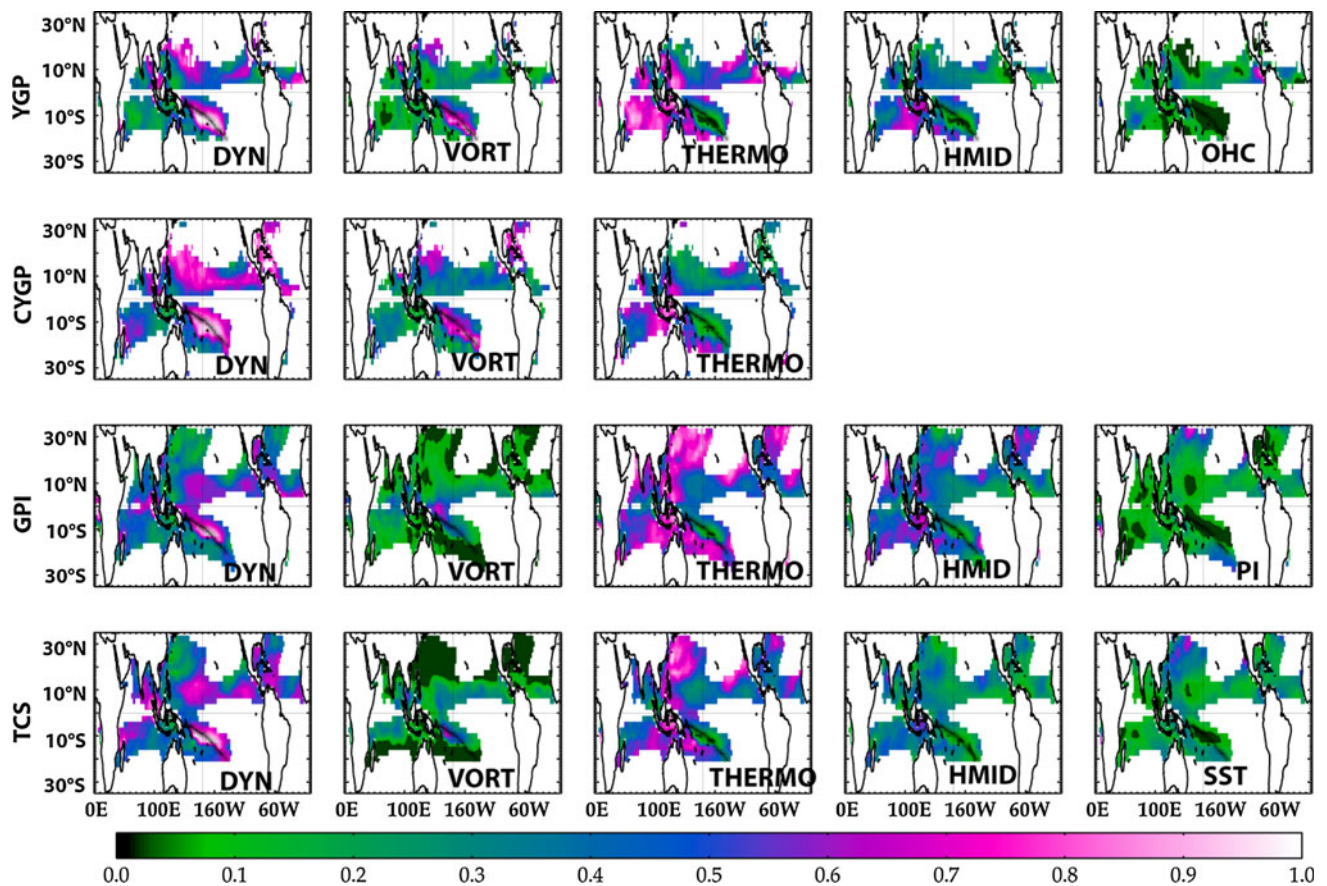 30°N
10°N
10°S
30°S
YGP
DYN
VORT
THERMO
HMID
OHC
30°N
10°N
10°S
30°S
CYGP
DYN
VORT
THERMO
30°N
10°N
10°S
30°S
GPI
DYN
VORT
THERMO
HMID
PI
30°N
10°N
10°S
30°S
TCS
DYN
VORT
THERMO
HMID
SST
0E 100E 160W 60W
0E 100E 160W 60W
0E 100E 160W 60W
0E 100E 160W 60W
0E 100E 160W 60W
0.0 0.1 0.2 0.3 0.4 0.5 0.6 0.7 0.8 0.9 1.0